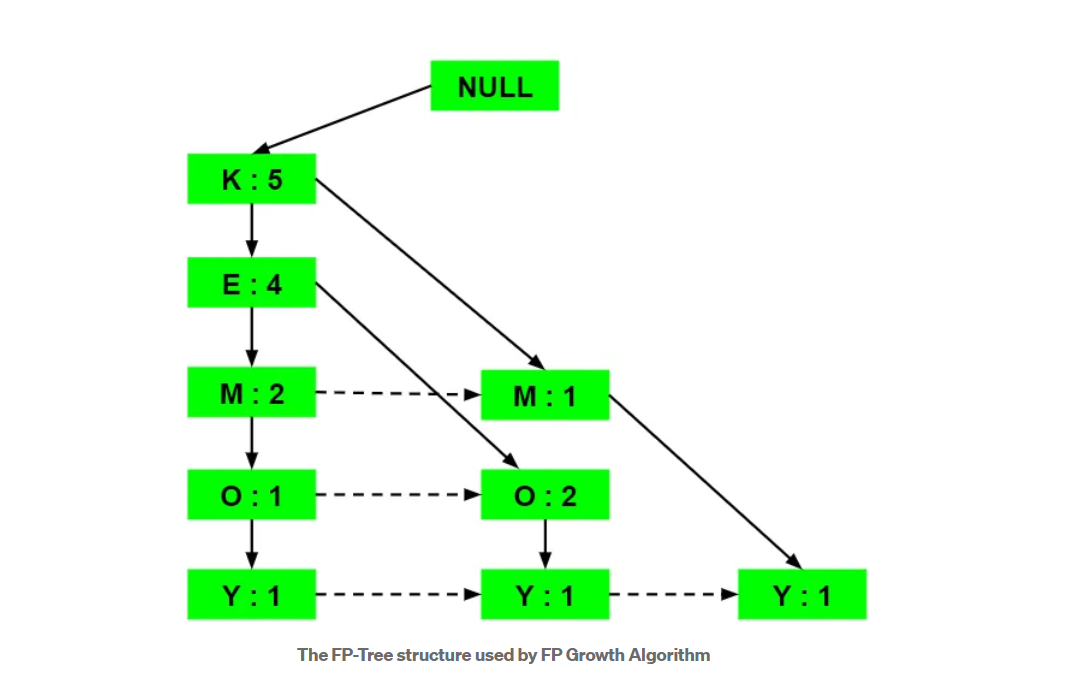 NULL
K : 5
E : 4
M : 2
M : 1
O : 1
O : 2
Y : 1
Y : 1
Y : 1
The FP-Tree structure used by FP Growth Algorithm